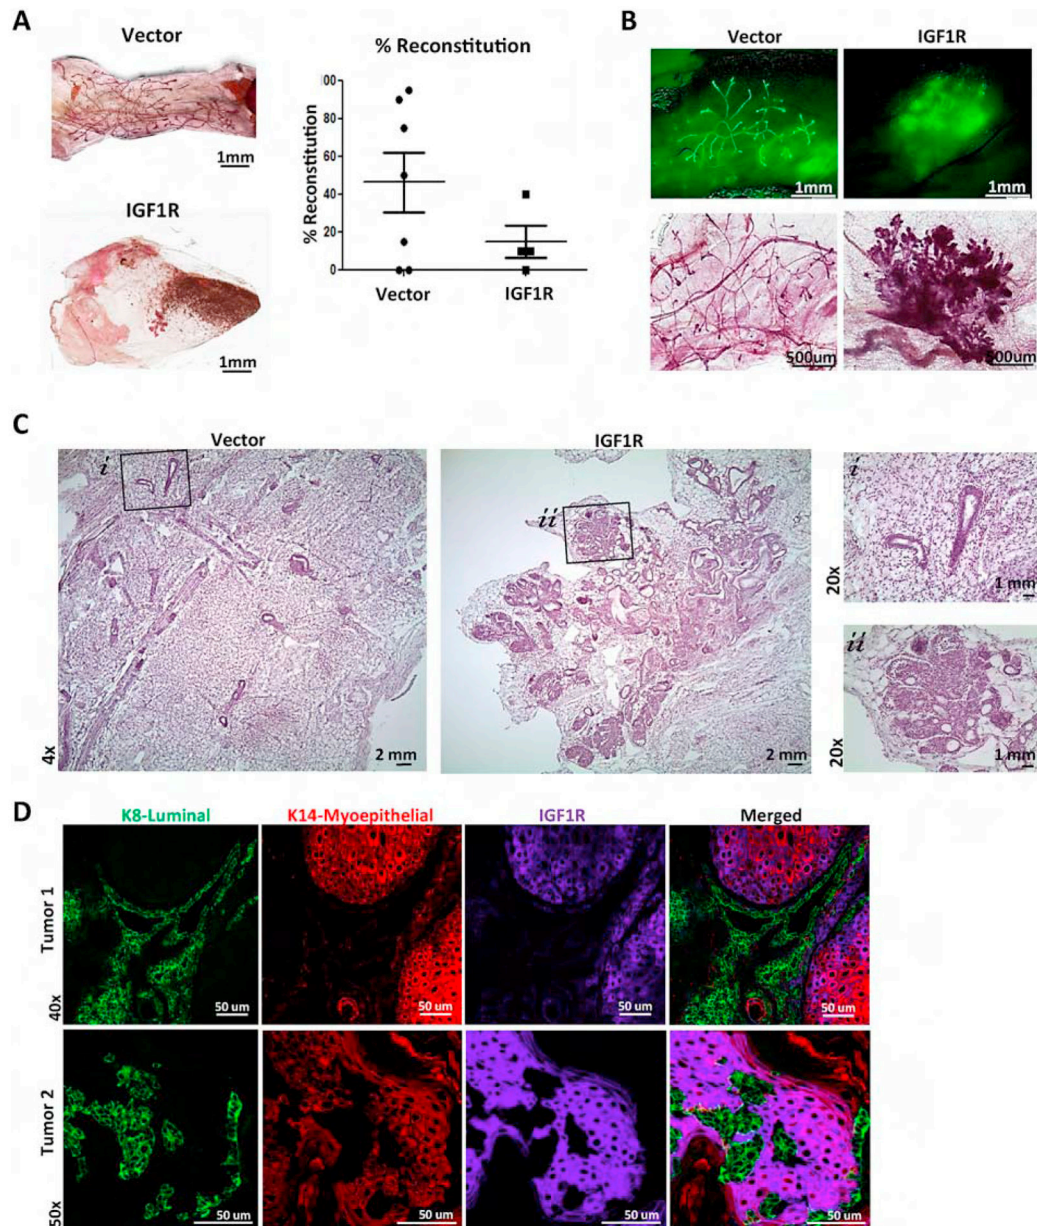 A
Vector
1mm
IGF1R
1mm
% Reconstitution
% Reconstitution
00
80
60
40
20
0
Vector IGF1R
B
Vector IGF1R
1mm 1mm
500um 500um
C
Vector IGF1R
i
ii
4x
2 mm 2 mm
i
20x
1 mm
ii
20x
1 mm
D
K8-Luminal K14-Myoepithelial IGF1R Merged
Tumor 1
40x
50 um 50 um 50 um 50 um
Tumor 2
50x
50 um 50 um 50 um 50 um